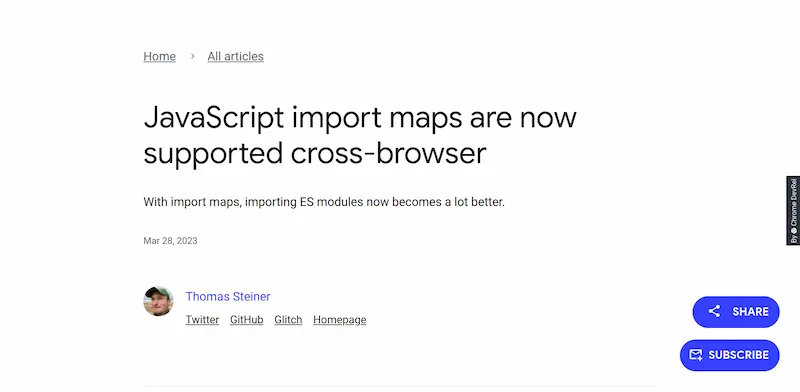 Home › All articles
JavaScript import maps are now
supported cross-browser
With import maps, importing ES modules now becomes a lot better.
Mar 28, 2023
Thomas Steiner
Twitter GitHub Glitch Homepage
By Chrome DevRel
SHARE
SUBSCRIBE